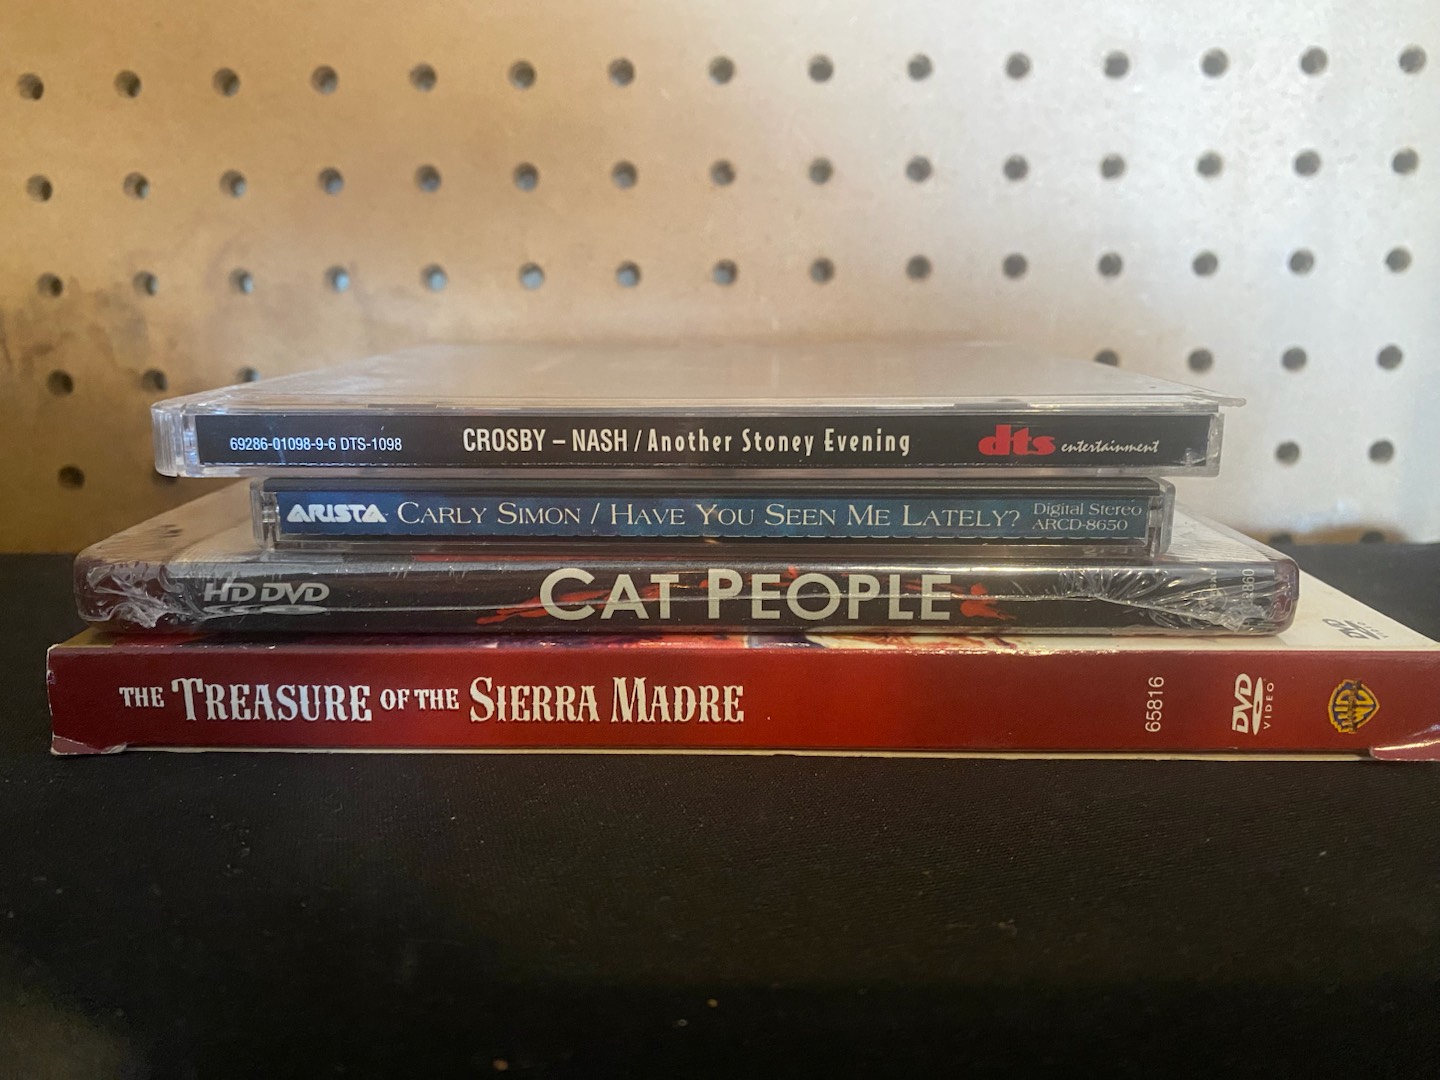 69286-01098-9-6 DTS-1098 CROSBY – NASH / Another Stoney Evening dts entertainment
ARISTA CARLY SIMON / HAVE YOU SEEN ME LATELY? Digital Stereo
ARCD-8650
HD DVD CAT PEOPLE
THE TREASURE OF THE SIERRA MADRE 65816 DVD VIDEO WB